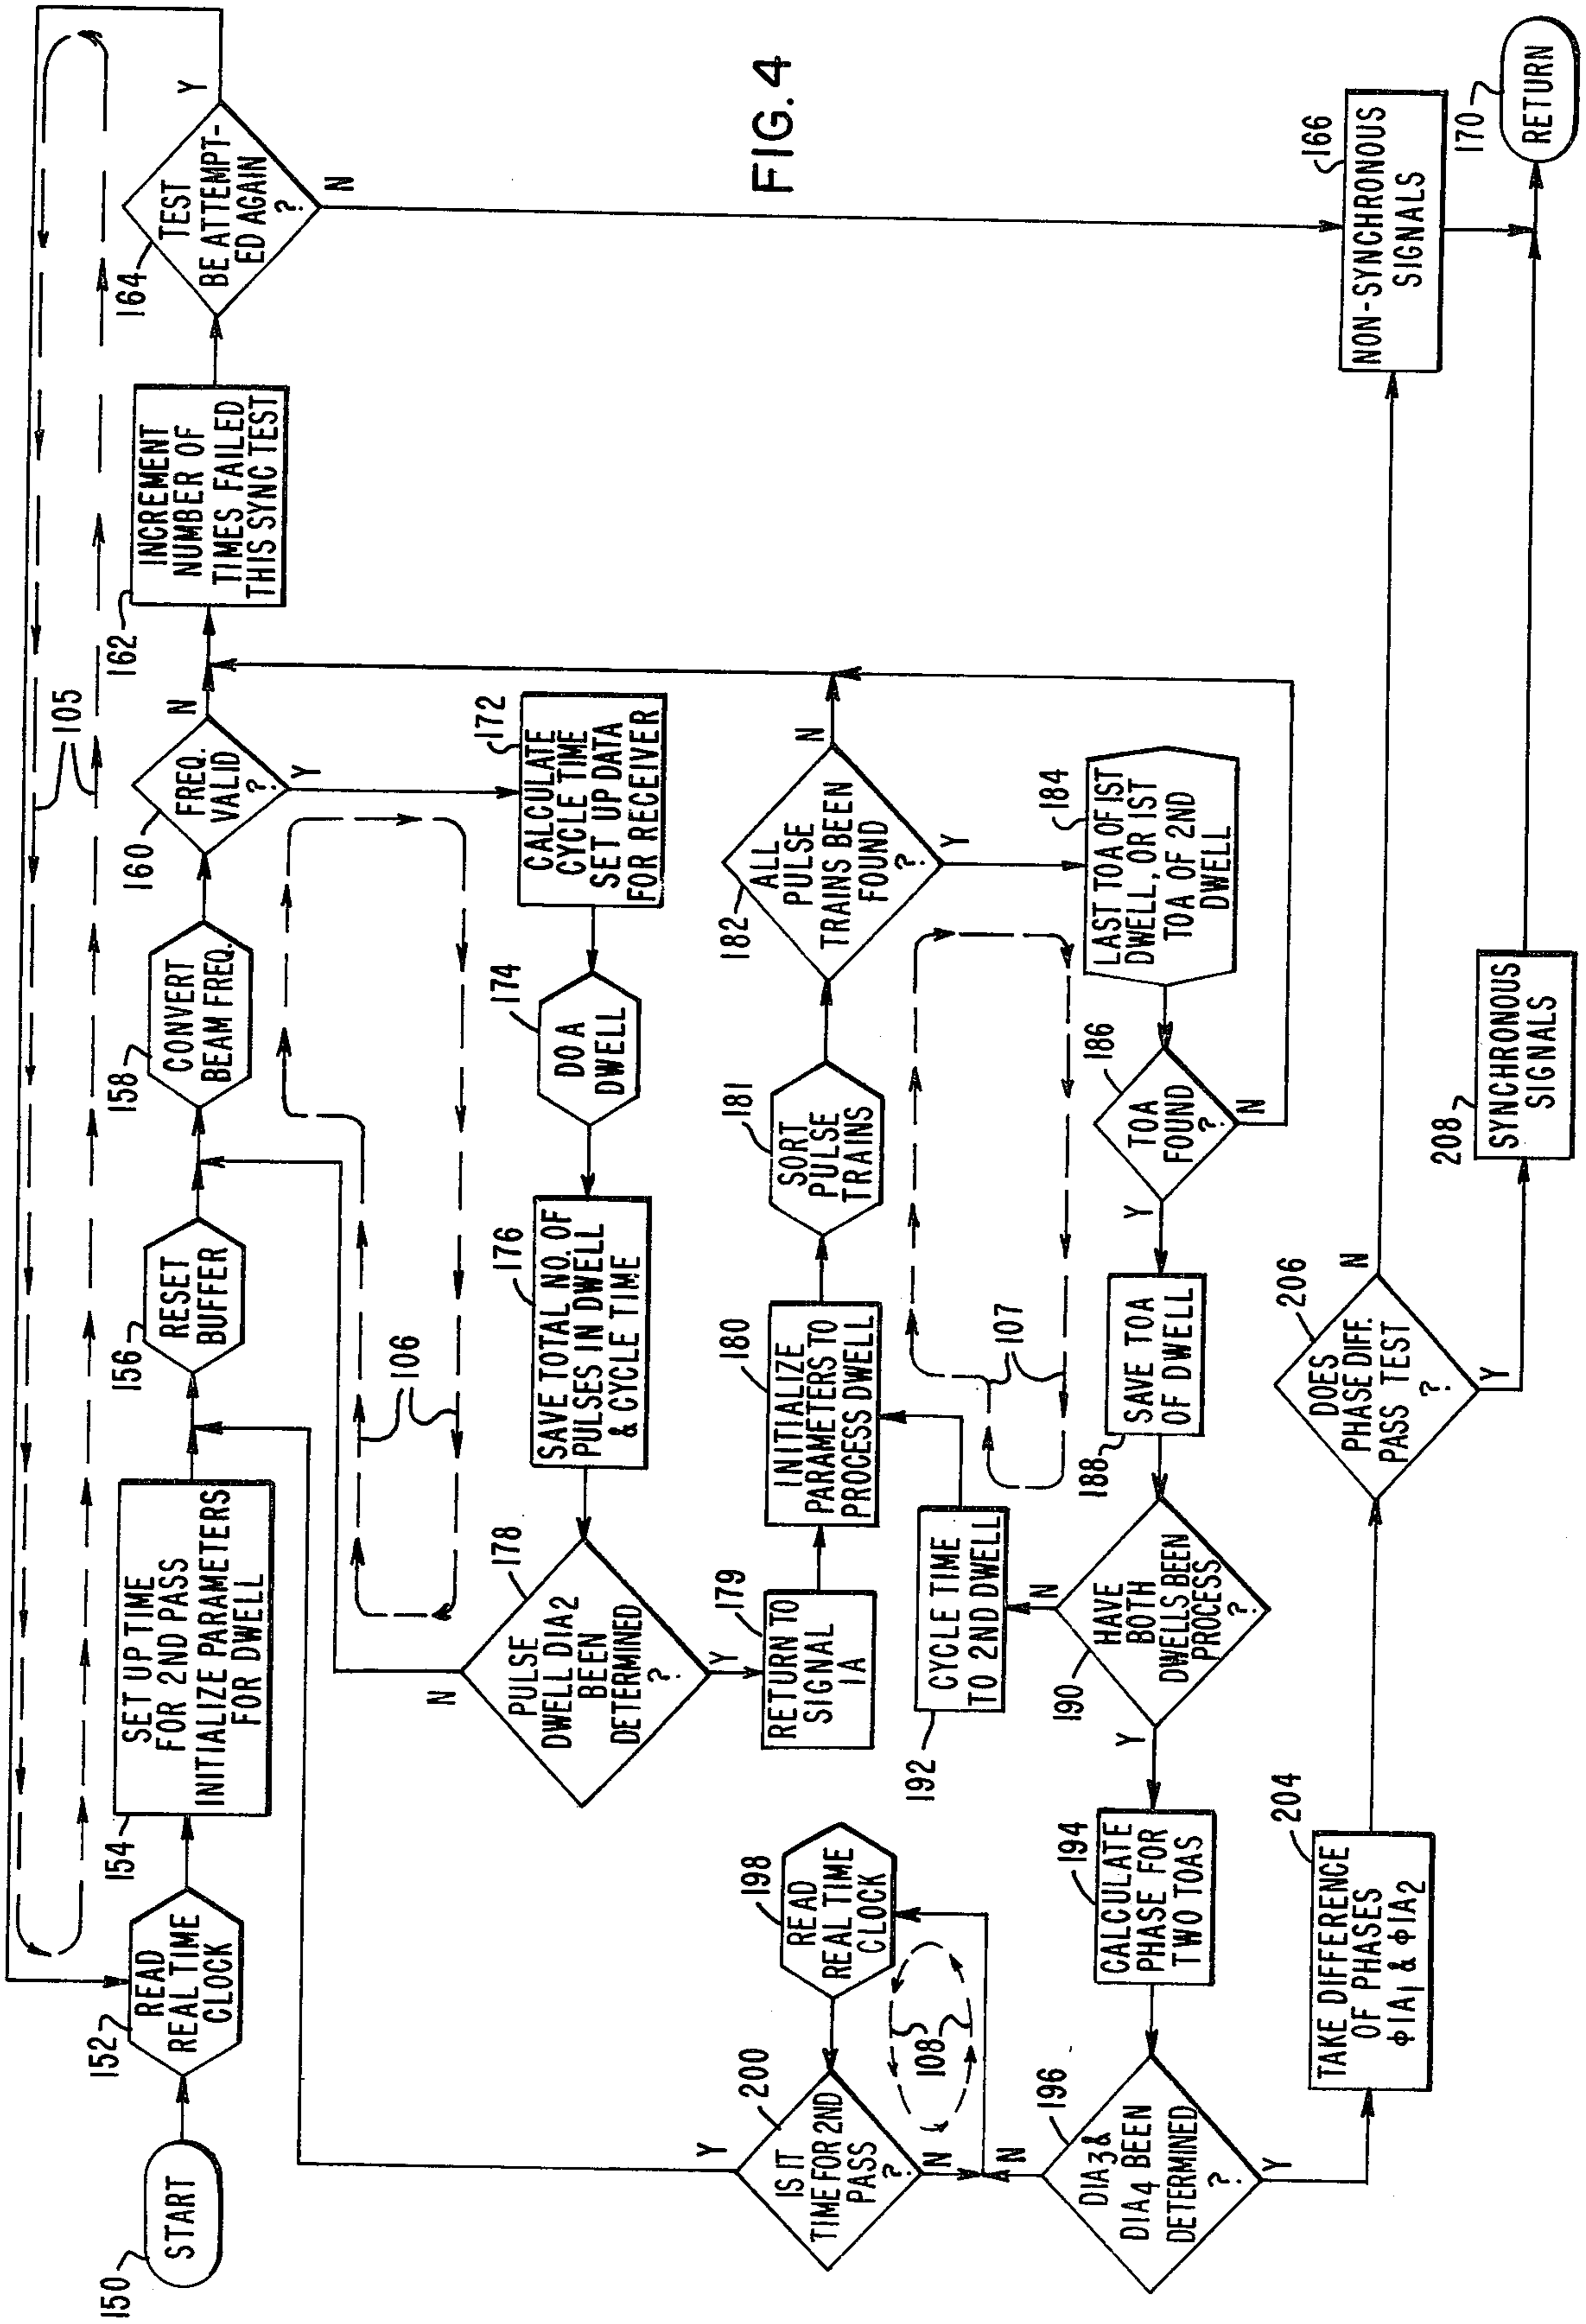 FIG. 4
150
START
152
READ
REAL TIME
CLOCK
154
SET UP TIME
FOR 2ND PASS
INITIALIZE PARAMETERS
FOR DWELL
156
RESET
BUFFER
158
CONVERT
BEAM FREQ.
160
FREQ.
VALID
?
N
Y
162
INCREMENT
NUMBER OF
TIMES FAILED
THIS SYNC TEST
164
TEST
BE ATTEMPT-
ED AGAIN
?
Y
N
105
166
NON-SYNCHRONOUS
SIGNALS
170
RETURN
172
CALCULATE
CYCLE TIME
SET UP DATA
FOR RECEIVER
174
DO A
DWELL
176
SAVE TOTAL NO. OF
PULSES IN DWELL
& CYCLE TIME
106
178
PULSE
DWELL DIA2
BEEN
DETERMINED
?
N
Y
179
RETURN TO
SIGNAL
1A
180
INITIALIZE
PARAMETERS TO
PROCESS DWELL
181
SORT
PULSE
TRAINS
182
ALL
PULSE
TRAINS BEEN
FOUND
?
N
Y
184
LAST TOA OF 1ST
DWELL, OR 1ST
TOA OF 2ND
DWELL
186
TOA
FOUND
?
N
Y
188
SAVE TOA
OF DWELL
107
190
HAVE
BOTH
DWELLS BEEN
PROCESS
?
N
Y
192
CYCLE TIME
TO 2ND DWELL
194
CALCULATE
PHASE FOR
TWO TOAS
196
DIA3 &
DIA4 BEEN
DETERMINED
?
N
Y
198
READ
REAL TIME
CLOCK
108
200
IS IT
TIME FOR 2ND
PASS
?
Y
N
204
TAKE DIFFERENCE
OF PHASES
ΦIA1 & ΦIA2
206
DOES
PHASE DIFF.
PASS TEST
?
N
Y
208
SYNCHRONOUS
SIGNALS